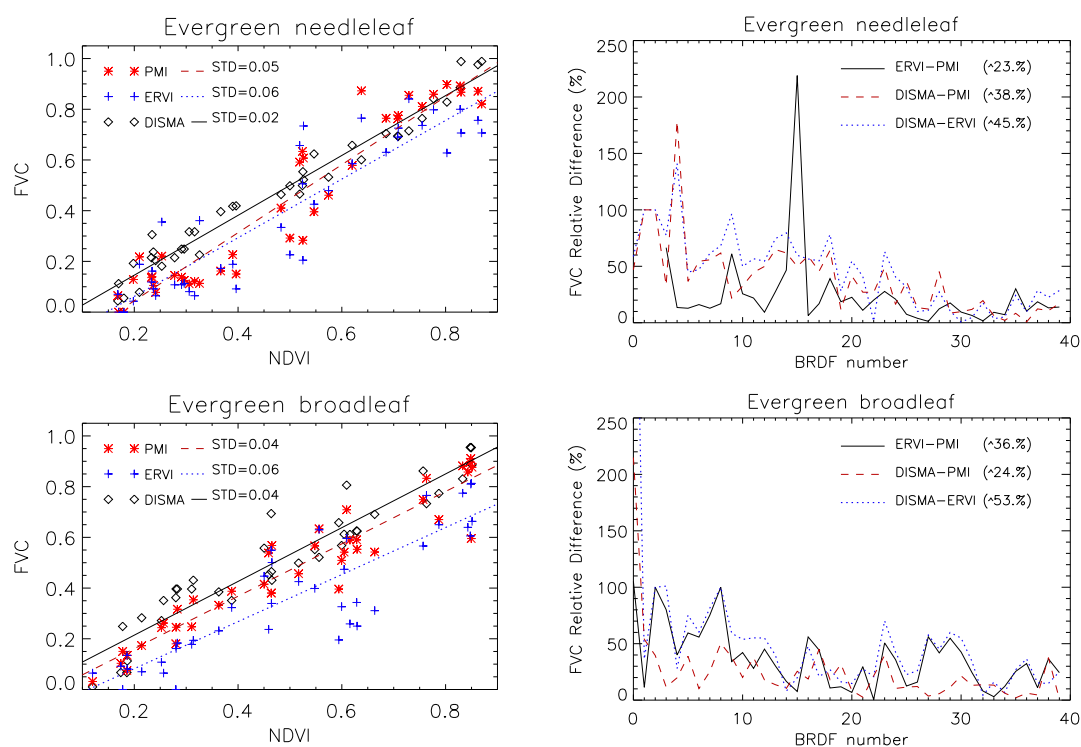 Evergreen needleleaf
1.0
0.8
0.6
0.4
0.2
0.0
FVC
PMI STD=0.05
ERVI STD=0.06
DISMA STD=0.02
0.2 0.4 0.6 0.8
NDVI
Evergreen needleleaf
250
200
150
100
50
0
FVC Relative Difference (%)
ERVI-PMI (^23.%)
DISMA-PMI (^38.%)
DISMA-ERVI (^45.%)
0 10 20 30 40
BRDF number
Evergreen broadleaf
1.0
0.8
0.6
0.4
0.2
0.0
FVC
PMI STD=0.04
ERVI STD=0.06
DISMA STD=0.04
0.2 0.4 0.6 0.8
NDVI
Evergreen broadleaf
250
200
150
100
50
0
FVC Relative Difference (%)
ERVI-PMI (^36.%)
DISMA-PMI (^24.%)
DISMA-ERVI (^53.%)
0 10 20 30 40
BRDF number